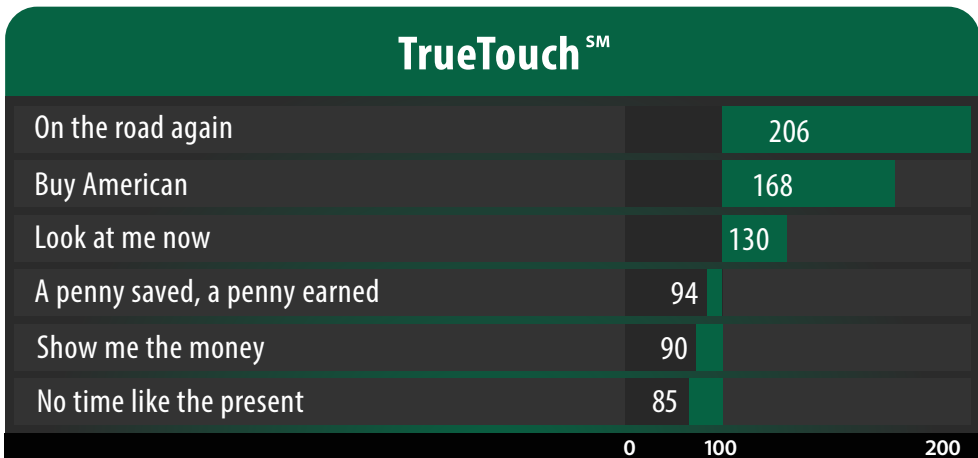 TrueTouch℠
On the road again 206
Buy American 168
Look at me now 130
A penny saved, a penny earned 94
Show me the money 90
No time like the present 85
0 100 200